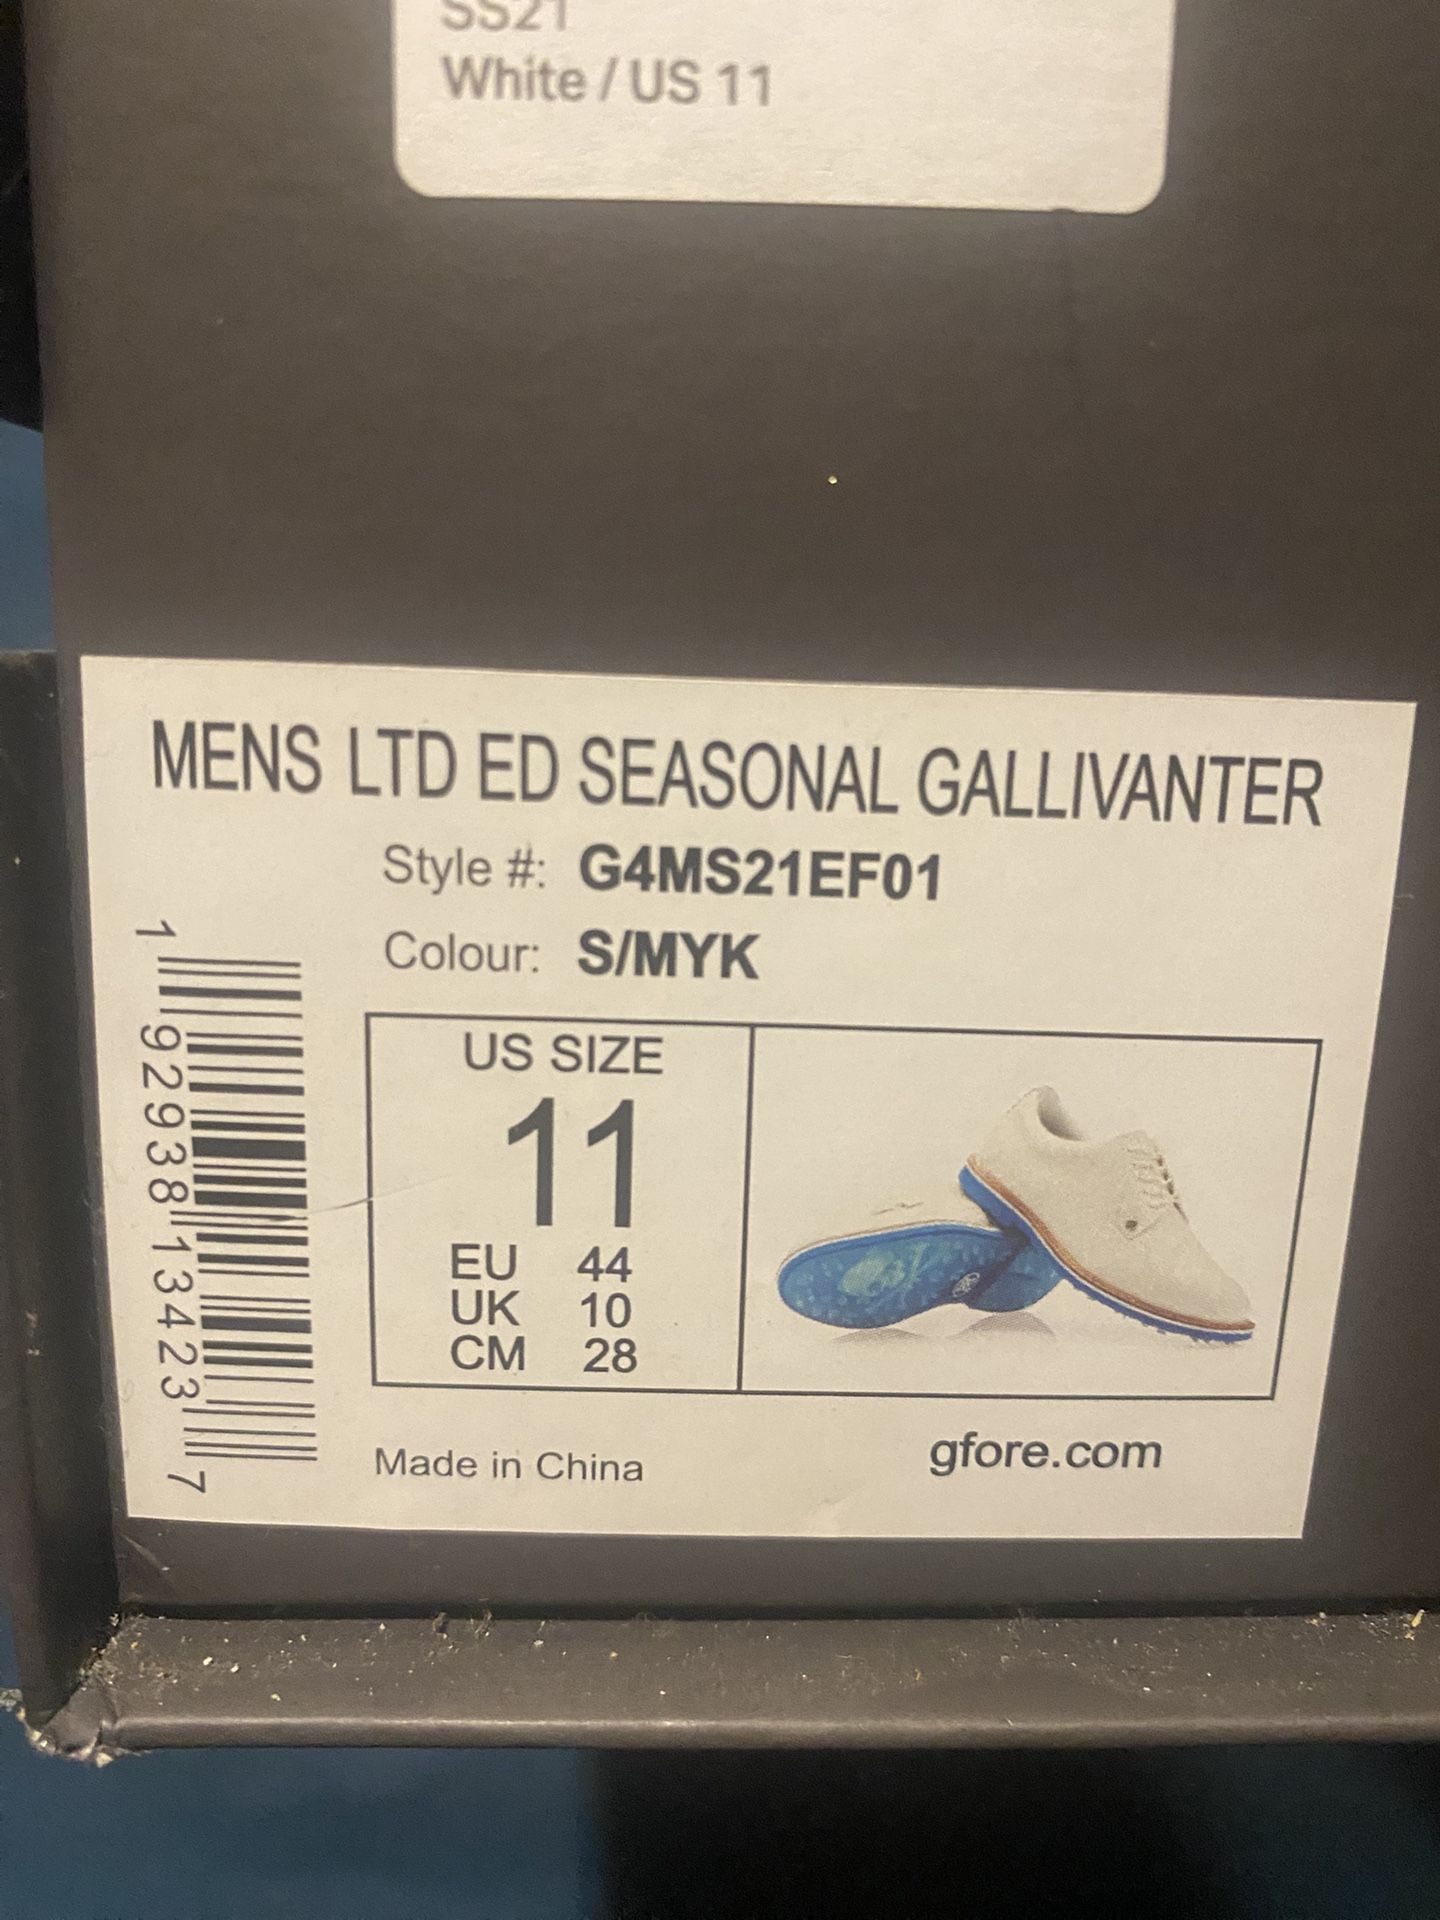 SS21
White / US 11
MENS LTD ED SEASONAL GALLIVANTER
Style #: G4MS21EF01
Colour: S/MYK
1 92938 13423 7
US SIZE
11
EU 44
UK 10
CM 28
Made in China
gfore.com